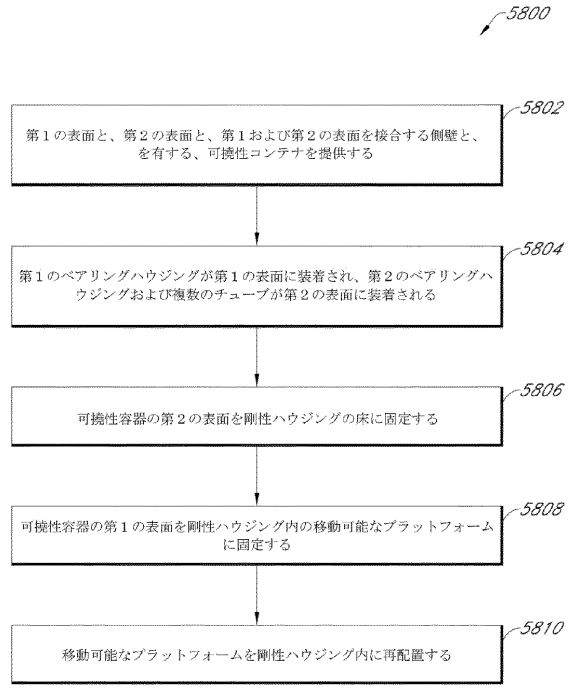 5800
5802
第1の表面と、第2の表面と、第1および第2の表面を接合する側壁と、
を有する、可撓性コンテナを提供する
5804
第1のベアリングハウジングが第1の表面に装着され、第2のベアリングハ
ウジングおよび複数のチューブが第2の表面に装着される
5806
可撓性容器の第2の表面を剛性ハウジングの床に固定する
5808
可撓性容器の第1の表面を剛性ハウジング内の移動可能なプラットフォーム
に固定する
5810
移動可能なプラットフォームを剛性ハウジング内に再配置する